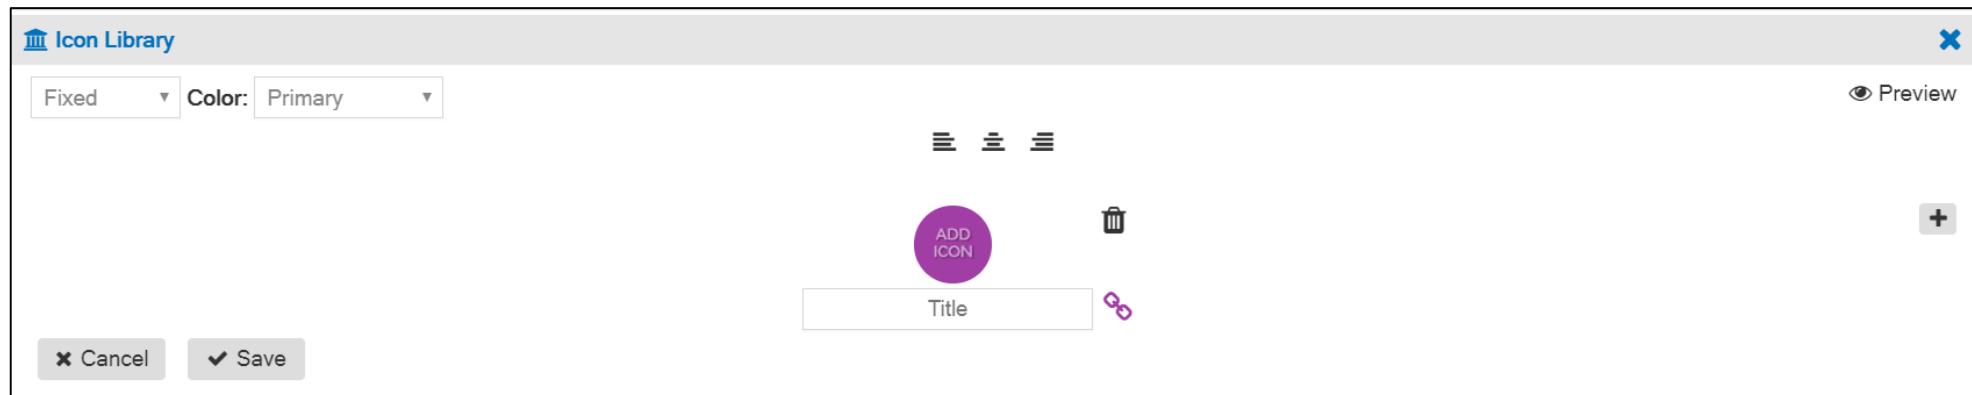 Icon Library
Fixed Color: Primary
Preview
ADD
ICON
Title
Cancel Save